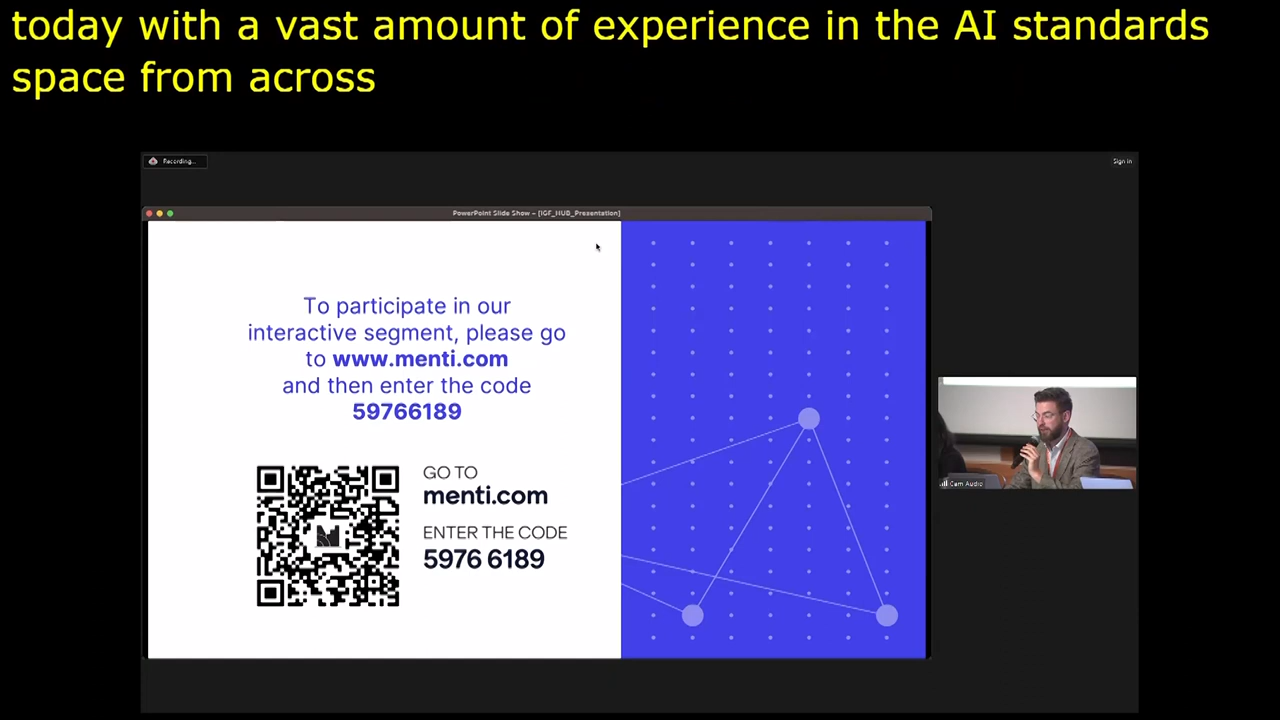 today with a vast amount of experience in the AI standards
space from across
Recording...
Sign in
PowerPoint Slide Show - [IGF_HUB_Presentation]
To participate in our
interactive segment, please go
to www.menti.com
and then enter the code
59766189
GO TO
menti.com
ENTER THE CODE
5976 6189
Cam Audio